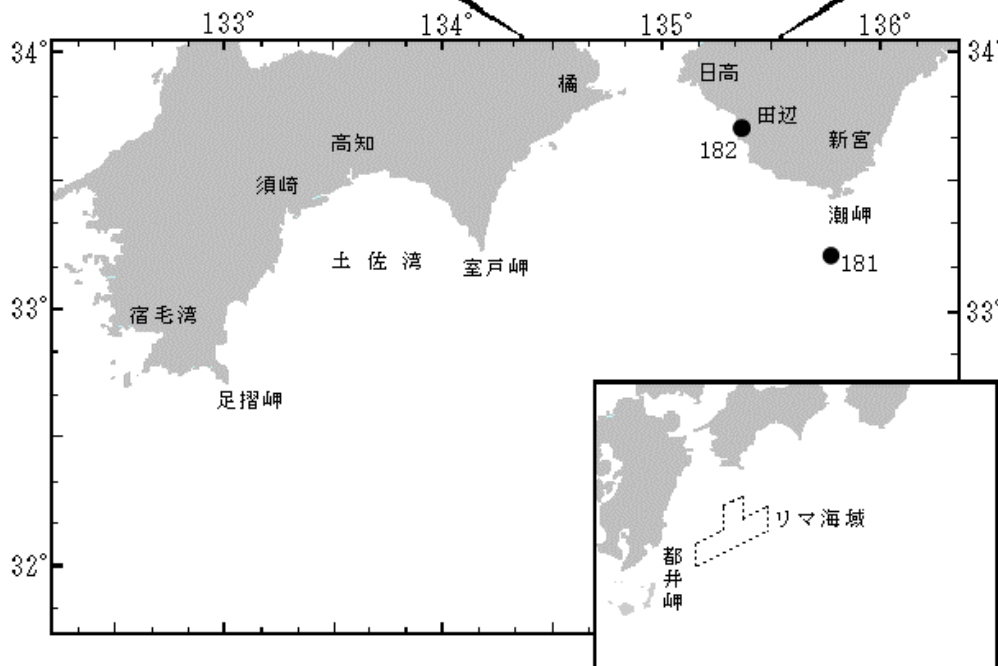 133°
134°
135°
136°
34°
34°
日高
橘
田辺
182
新宮
高知
須崎
潮岬
土佐湾
室戸岬
181
33°
33°
宿毛湾
足摺岬
リマ海域
都井岬
32°